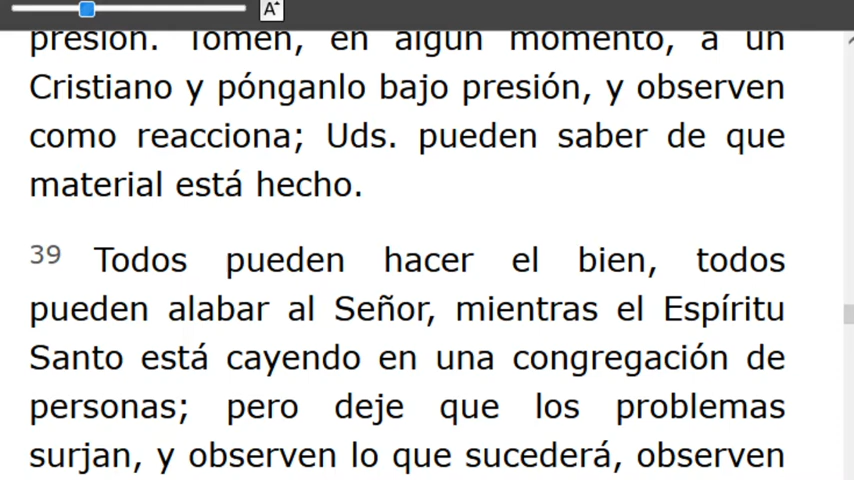 A
presión. Tomen, en algún momento, a un
Cristiano y pónganlo bajo presión, y observen
como reacciona; Uds. pueden saber de que
material está hecho.
39 Todos pueden hacer el bien, todos
pueden alabar al Señor, mientras el Espíritu
Santo está cayendo en una congregación de
personas; pero deje que los problemas
surjan, y observen lo que sucederá, observen